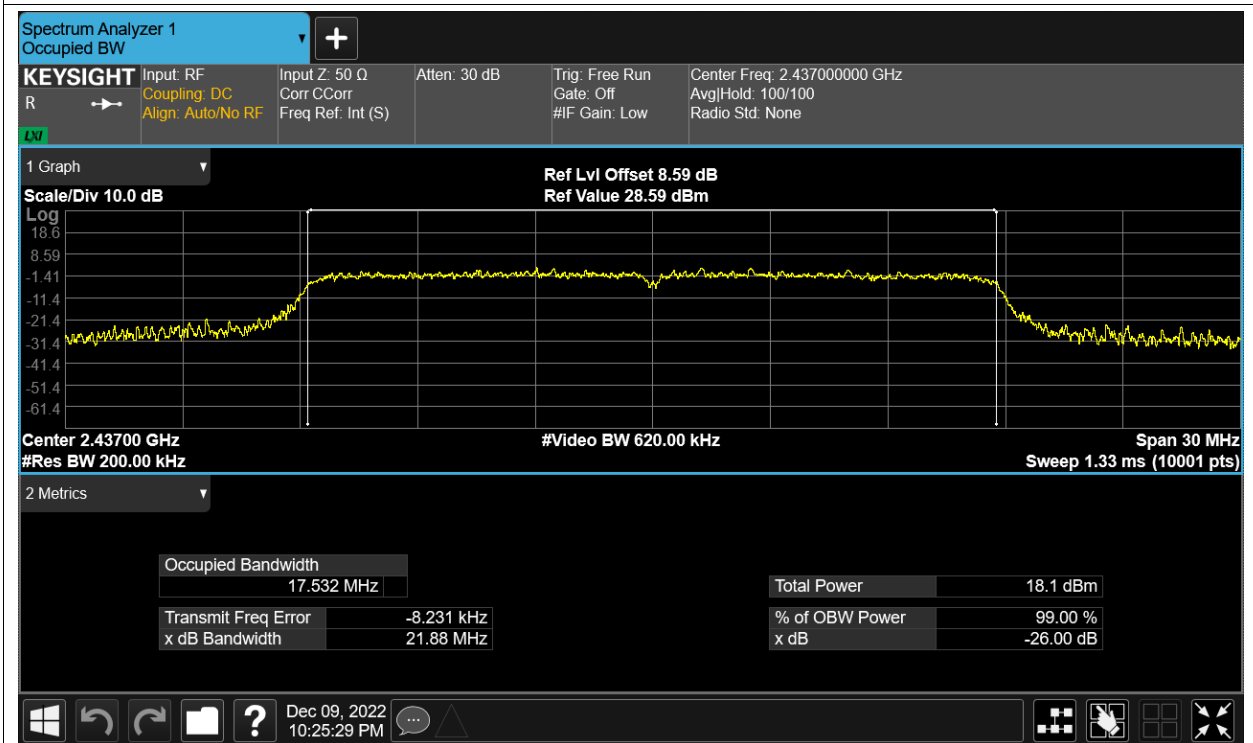 Spectrum Analyzer 1
Occupied BW
KEYSIGHT
R
LXI
Input: RF
Coupling: DC
Align: Auto/No RF
Input Z: 50 Ω
Corr CCorr
Freq Ref: Int (S)
Atten: 30 dB
Trig: Free Run
Gate: Off
#IF Gain: Low
Center Freq: 2.437000000 GHz
Avg|Hold: 100/100
Radio Std: None
1 Graph
Ref Lvl Offset 8.59 dB
Scale/Div 10.0 dB
Ref Value 28.59 dBm
Log
18.6
8.59
-1.41
-11.4
-21.4
-31.4
-41.4
-51.4
-61.4
Center 2.43700 GHz
#Video BW 620.00 kHz
Span 30 MHz
#Res BW 200.00 kHz
Sweep 1.33 ms (10001 pts)
2 Metrics
Occupied Bandwidth
17.532 MHz
Total Power 18.1 dBm
Transmit Freq Error -8.231 kHz
% of OBW Power 99.00 %
x dB Bandwidth 21.88 MHz
x dB -26.00 dB
?
Dec 09, 2022
10:25:29 PM